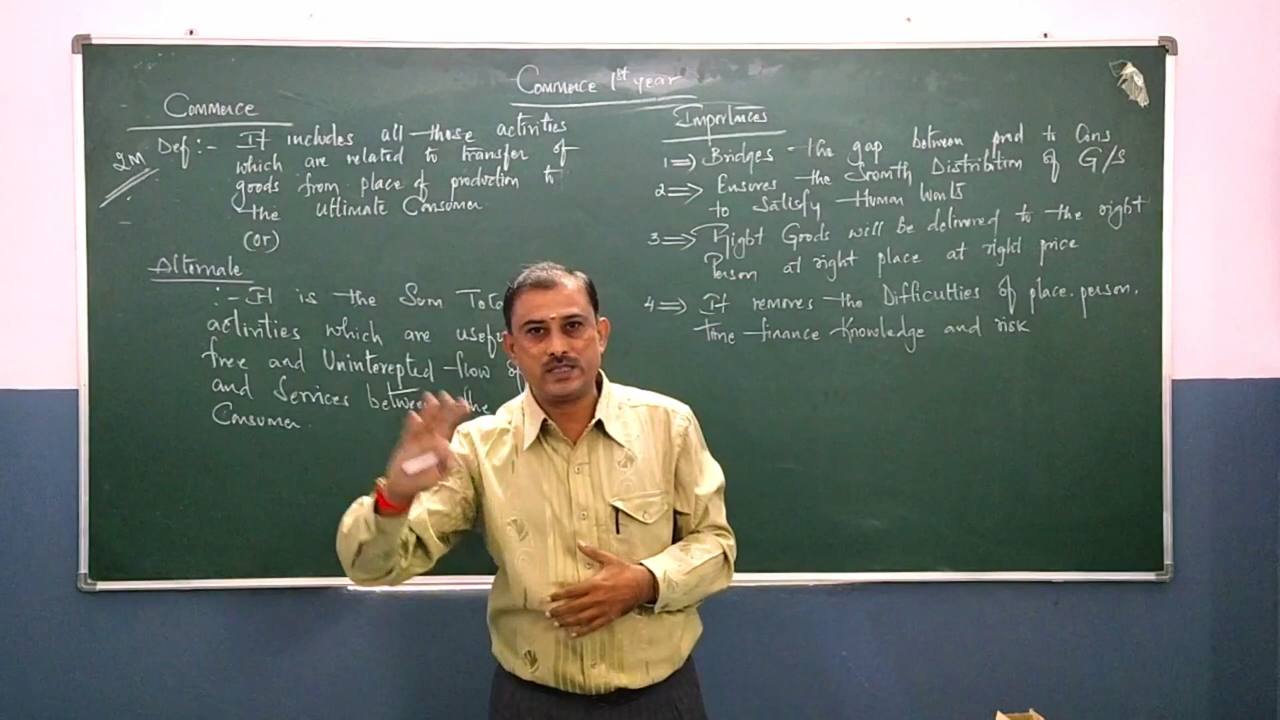 Commerce 1st year
Commerce
2M
Def :- It includes all those activities
which are related to transfer of
goods from place of production to
the ultimate Consumer
(or)
Alternate
:- It is the Sum
activities which are
free and Uninterepted flow
and Services between the
Consumer.
Importances
1⇒ Bridges the gap between prod to Cons
2⇒ Ensures the Smooth Distribution of G/s
to Satisfy Human Wants
3⇒ Right Goods will be delivered to the right
Person at right place at right price
4⇒ It removes the Difficulties of place. person.
Time finance Knowledge and risk